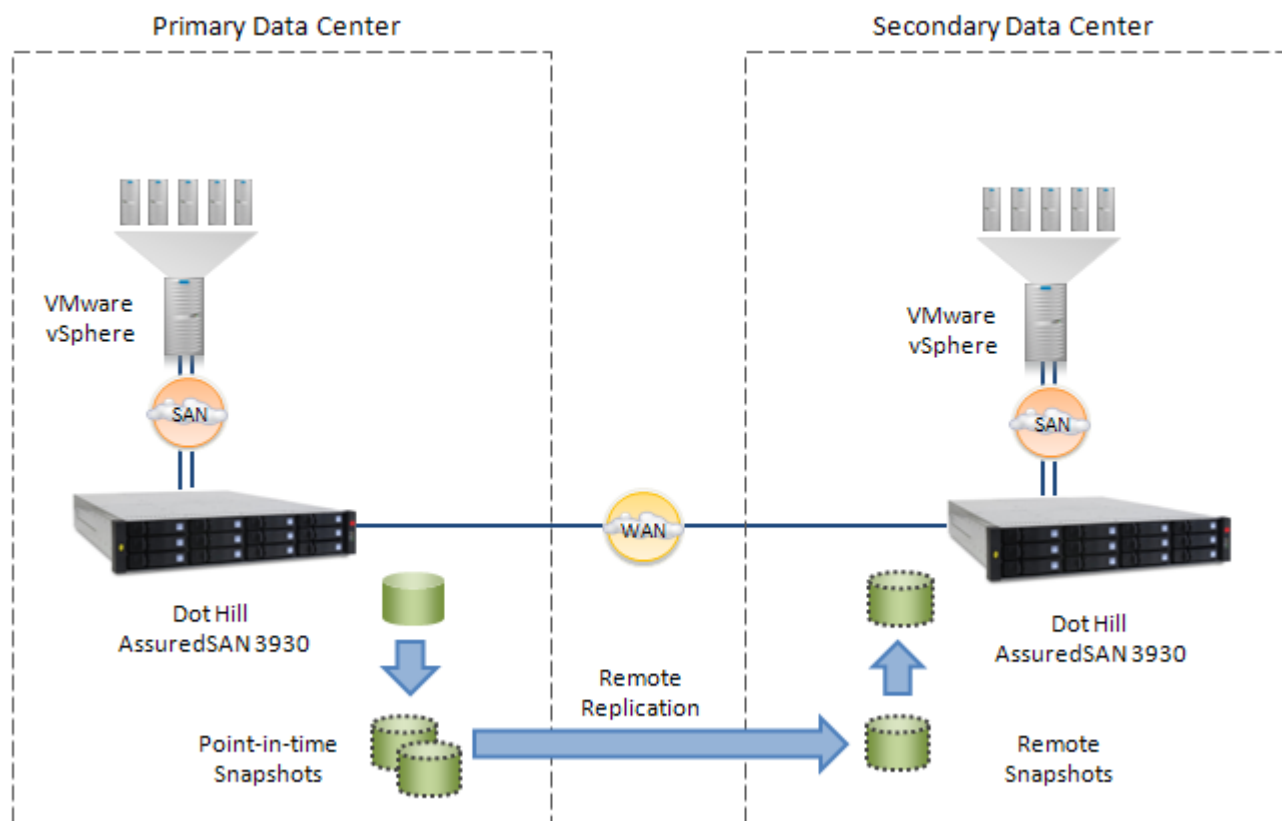 Primary Data Center
Secondary Data Center
VMware
vSphere
SAN
VMware
vSphere
SAN
WAN
Dot Hill
AssuredSAN 3930
Dot Hill
AssuredSAN 3930
Remote
Replication
Point-in-time
Snapshots
Remote
Snapshots